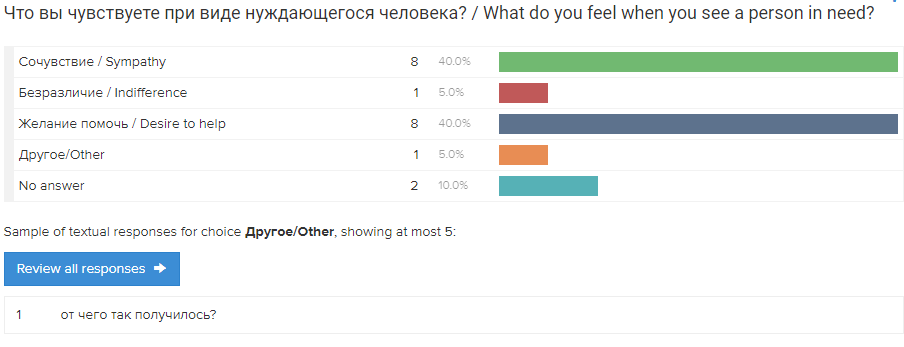 Что вы чувствуете при виде нуждающегося человека? / What do you feel when you see a person in need?
Сочувствие / Sympathy 8 40.0%
Безразличие / Indifference 1 5.0%
Желание помочь / Desire to help 8 40.0%
Другое/Other 1 5.0%
No answer 2 10.0%
Sample of textual responses for choice Другое/Other, showing at most 5:
Review all responses
1 от чего так получилось?